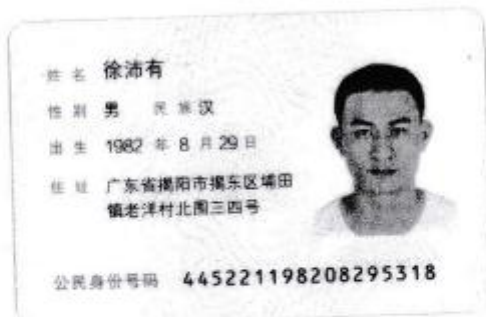 姓名 徐沛有
性别 男 民族 汉
出生 1982 年 8 月 29 日
住址 广东省揭阳市揭东区埔田
镇老洋村北围三四号
公民身份号码 445221198208295318